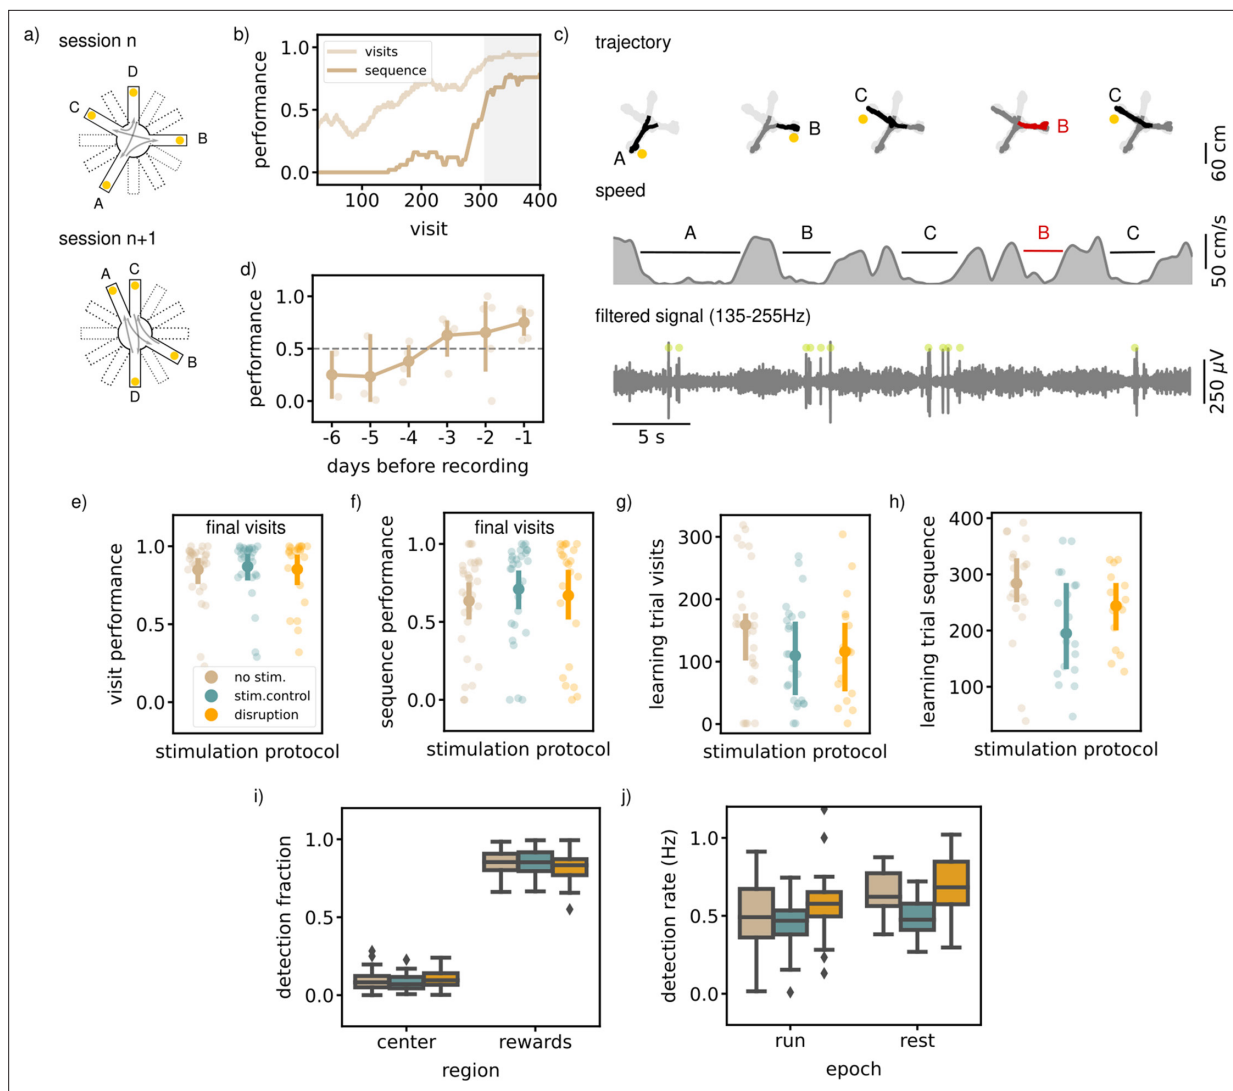 a)
session n
D
C
B
A
session n+1
A
C
B
D
b)
performance
1.0
0.5
0.0
visits
sequence
100
200
300
400
visit
c)
trajectory
A
B
C
B
C
60 cm
speed
A
B
C
B
C
50 cm/s
filtered signal (135-255Hz)
250 μV
5 s
d)
performance
1.0
0.5
0.0
-6
-5
-4
-3
-2
-1
days before recording
e)
visit performance
final visits
1.0
0.5
0.0
no stim.
stim.control
disruption
stimulation protocol
f)
sequence performance
final visits
1.0
0.5
0.0
stimulation protocol
g)
learning trial visits
300
200
100
0
stimulation protocol
h)
learning trial sequence
400
300
200
100
stimulation protocol
i)
detection fraction
1.0
0.5
0.0
center
rewards
region
j)
detection rate (Hz)
1.0
0.5
0.0
run
rest
epoch